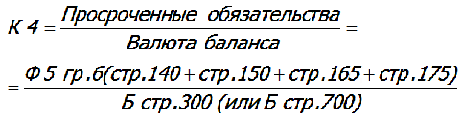 К 4 = Просроченные обязательства / Валюта баланса =
= Ф 5 гр.6(стр.140 + стр.150 + стр.165 + стр.175) / Б стр.300 (или Б стр.700)